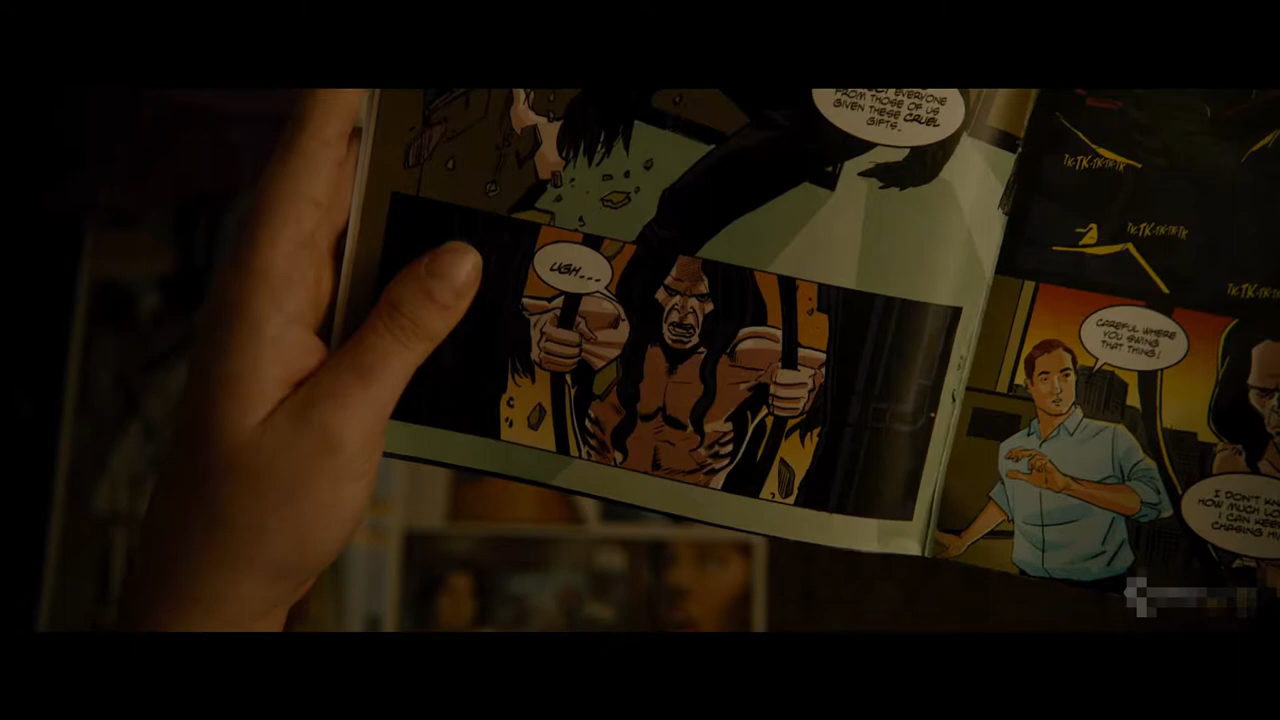 EVERYONE
FROM THOSE OF US
GIVEN THESE CRUEL
GIFTS.
UGH...
TK-TK-TK-TK
TK-TK-TK-TK
TK-TK-TK-
CAREFUL WHERE
YOU SWING
THAT THING!
I DON'T
HOW MUCH
I CAN
CHASING